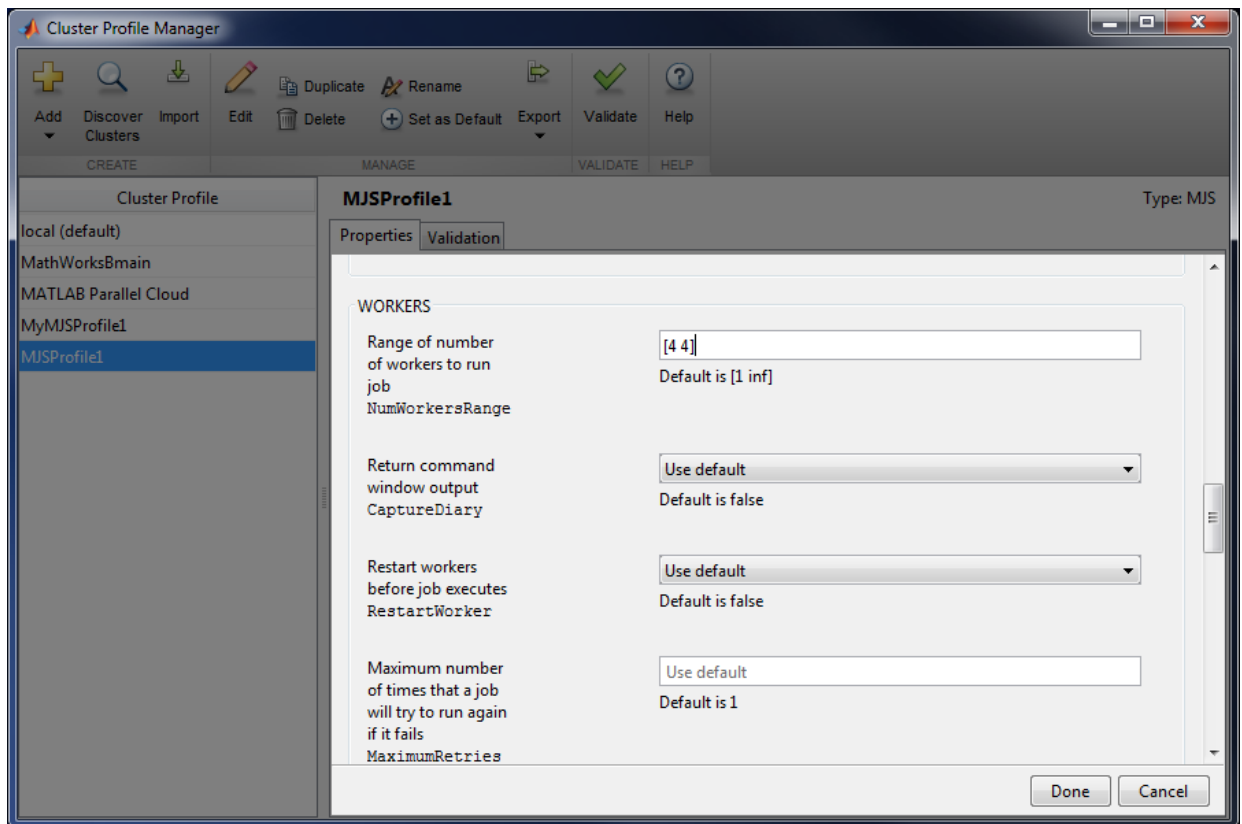 Cluster Profile Manager
Add
Discover
Clusters
Import
Edit
Duplicate
Delete
Rename
Set as Default
Export
Validate
Help
CREATE
MANAGE
VALIDATE
HELP
Cluster Profile
local (default)
MathWorksBmain
MATLAB Parallel Cloud
MyMJSProfile1
MJSProfile1
MJSProfile1
Type: MJS
Properties
Validation
WORKERS
Range of number
of workers to run
job
NumWorkersRange
[4 4]
Default is [1 inf]
Return command
window output
CaptureDiary
Use default
Default is false
Restart workers
before job executes
RestartWorker
Use default
Default is false
Maximum number
of times that a job
will try to run again
if it fails
MaximumRetries
Use default
Default is 1
Done
Cancel